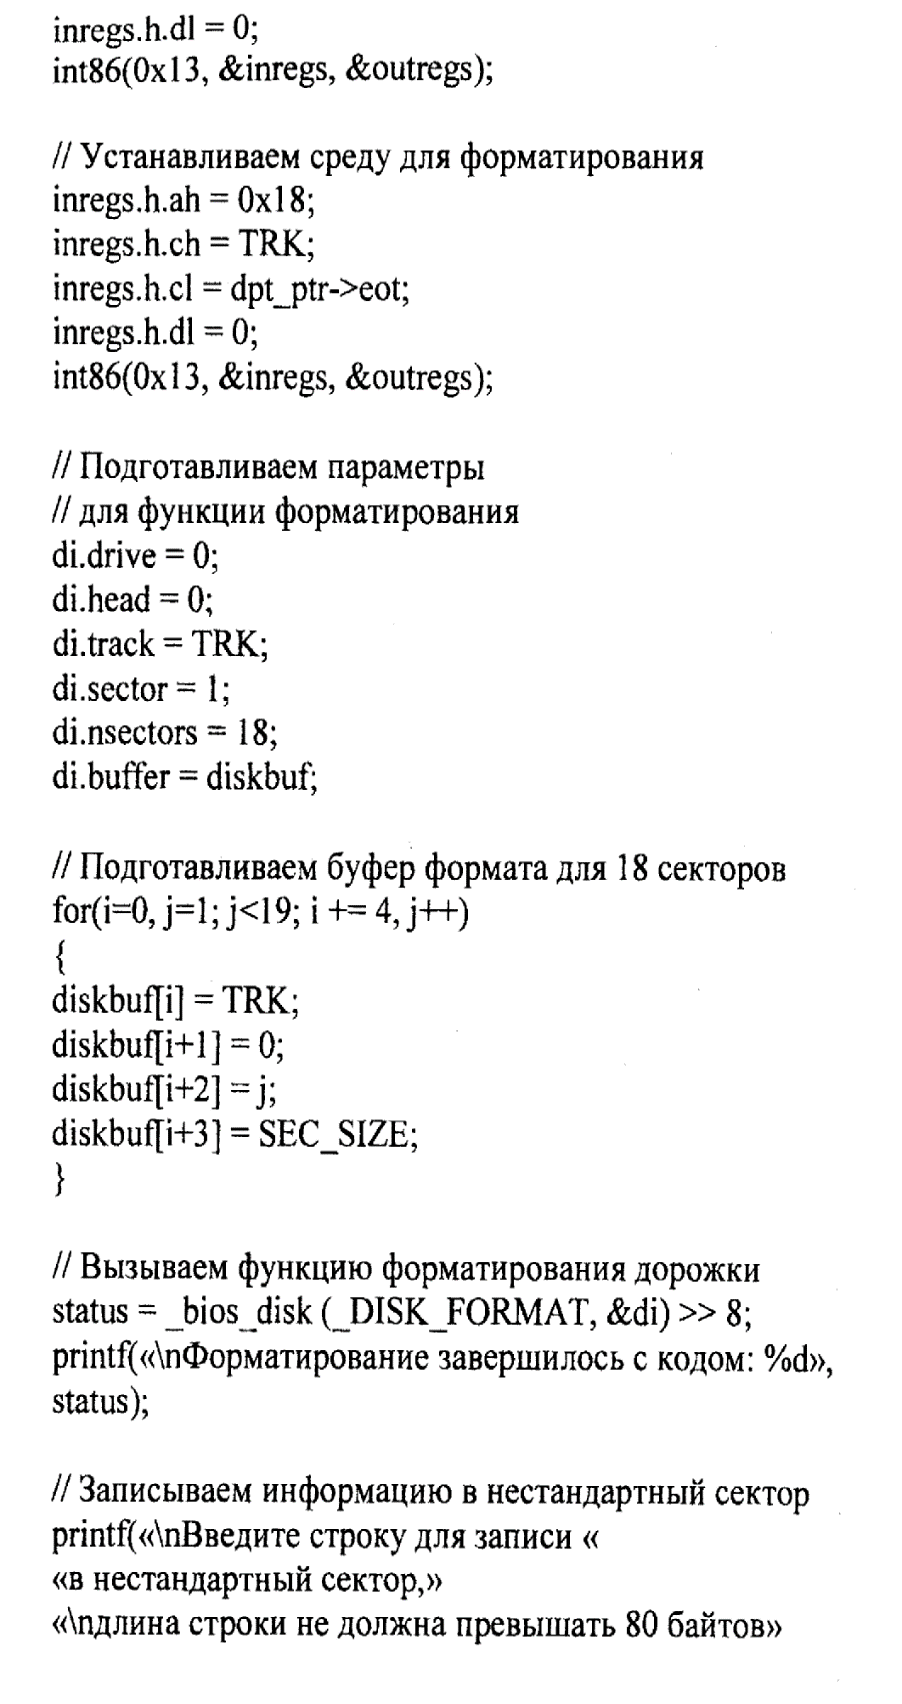 inregs.h.dl = 0;
int86(0x13, &inregs, &outregs);
// Устанавливаем среду для форматирования
inregs.h.ah = 0x18;
inregs.h.ch = TRK;
inregs.h.cl = dpt_ptr->eot;
inregs.h.dl = 0;
int86(0x13, &inregs, &outregs);
// Подготавливаем параметры
// для функции форматирования
di.drive = 0;
di.head = 0;
di.track = TRK;
di.sector = 1;
di.nsectors = 18;
di.buffer = diskbuf;
// Подготавливаем буфер формата для 18 секторов
for(i=0, j=1; j<19; i += 4, j++)
{
diskbuf[i] = TRK;
diskbuf[i+1] = 0;
diskbuf[i+2] = j;
diskbuf[i+3] = SEC_SIZE;
}
// Вызываем функцию форматирования дорожки
status = _bios_disk (_DISK_FORMAT, &di) >> 8;
printf(«\nФорматирование завершилось с кодом: %d»,
status);
// Записываем информацию в нестандартный сектор
printf(«\nВведите строку для записи «
«в нестандартный сектор,»
«\nдлина строки не должна превышать 80 байтов»